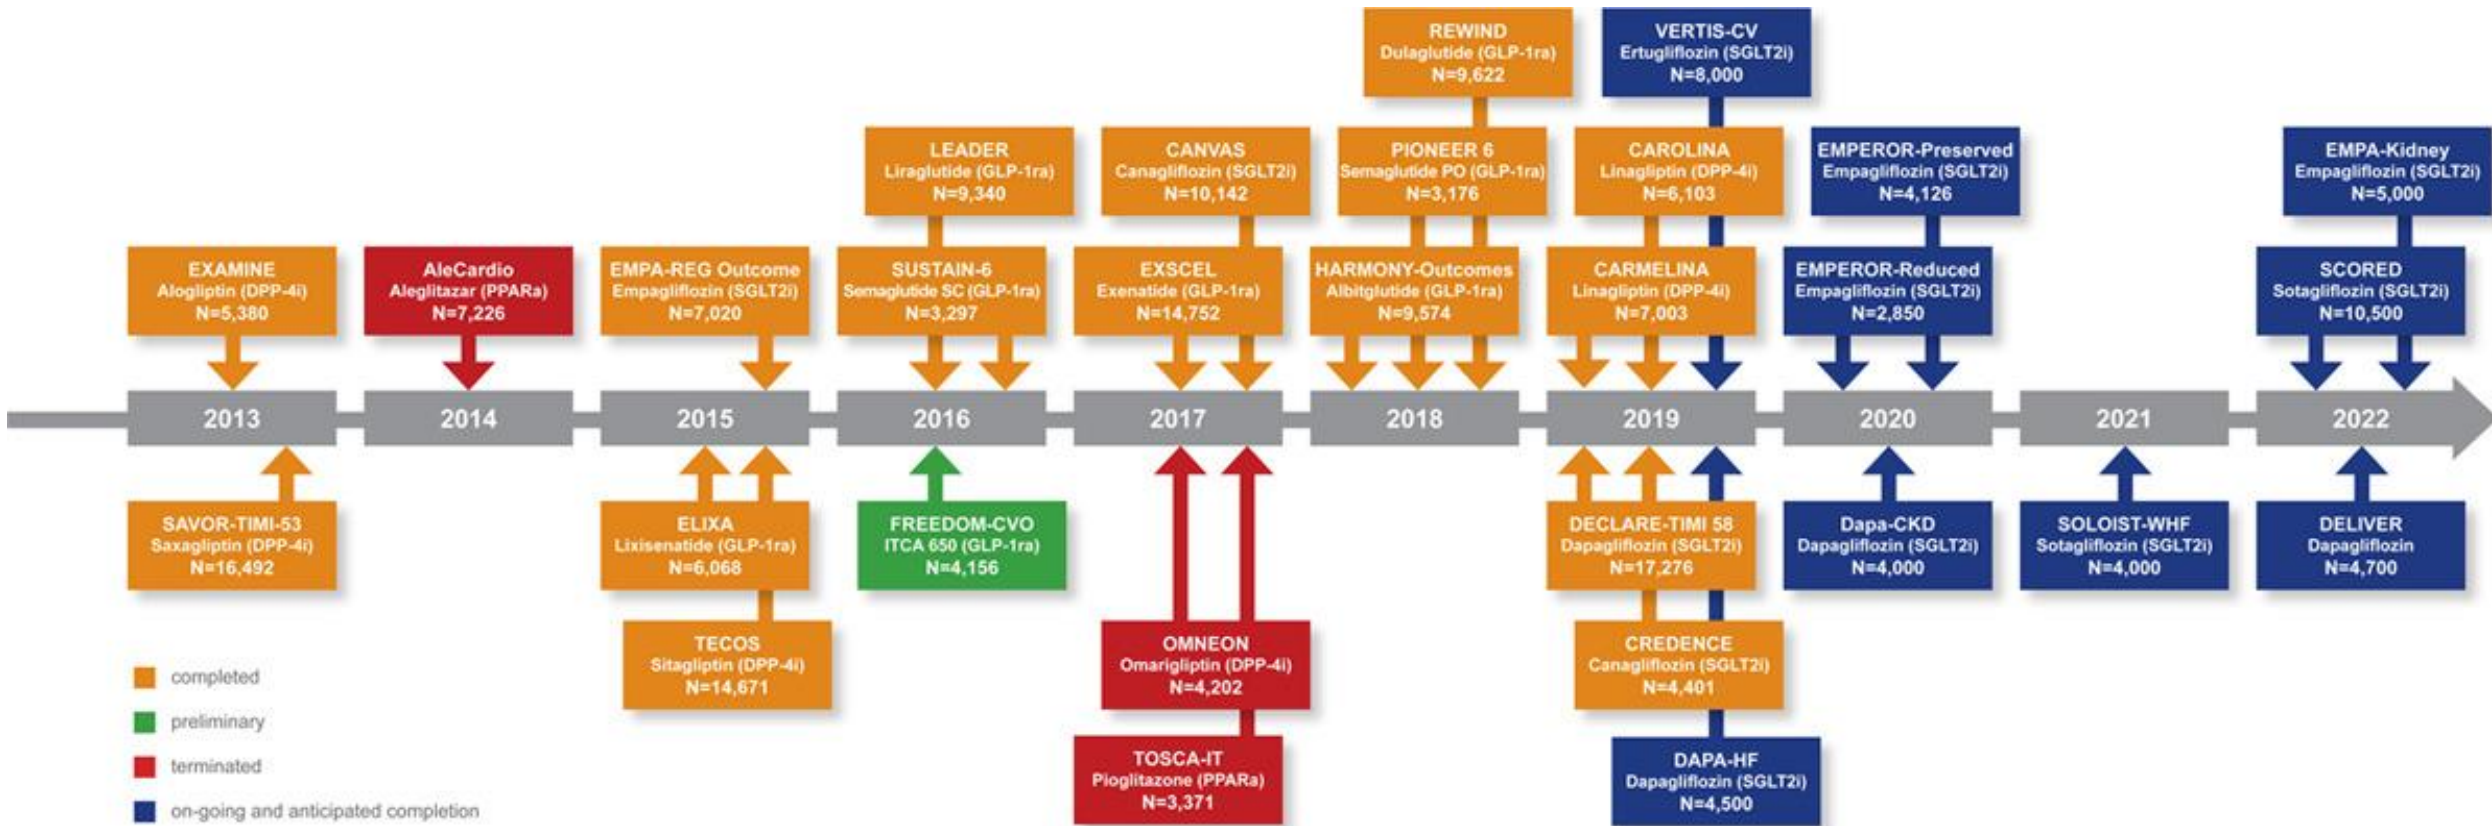 REWIND
Dulaglutide (GLP-1ra)
N=9,622
VERTIS-CV
Ertugliflozin (SGLT2i)
N=8,000
LEADER
Liraglutide (GLP-1ra)
N=9,340
CANVAS
Canagliflozin (SGLT2i)
N=10,142
PIONEER 6
Semaglutide PO (GLP-1ra)
N=3,176
CAROLINA
Linagliptin (DPP-4i)
N=6,103
EMPEROR-Preserved
Empagliflozin (SGLT2i)
N=4,126
EMPA-Kidney
Empagliflozin (SGLT2i)
N=5,000
EXAMINE
Alogliptin (DPP-4i)
N=5,380
AleCardio
Aleglitazar (PPARa)
N=7,226
EMPA-REG Outcome
Empagliflozin (SGLT2i)
N=7,020
SUSTAIN-6
Semaglutide SC (GLP-1ra)
N=3,297
EXSCEL
Exenatide (GLP-1ra)
N=14,752
HARMONY-Outcomes
Albitglutide (GLP-1ra)
N=9,574
CARMELINA
Linagliptin (DPP-4i)
N=7,003
EMPEROR-Reduced
Empagliflozin (SGLT2i)
N=2,850
SCORED
Sotagliflozin (SGLT2i)
N=10,500
2013
2014
2015
2016
2017
2018
2019
2020
2021
2022
SAVOR-TIMI-53
Saxagliptin (DPP-4i)
N=16,492
ELIXA
Lixisenatide (GLP-1ra)
N=6,068
FREEDOM-CVO
ITCA 650 (GLP-1ra)
N=4,156
DECLARE-TIMI 58
Dapagliflozin (SGLT2i)
N=17,276
Dapa-CKD
Dapagliflozin (SGLT2i)
N=4,000
SOLOIST-WHF
Sotagliflozin (SGLT2i)
N=4,000
DELIVER
Dapagliflozin
N=4,700
TECOS
Sitagliptin (DPP-4i)
N=14,671
OMNEON
Omarigliptin (DPP-4i)
N=4,202
CREDENCE
Canagliflozin (SGLT2i)
N=4,401
TOSCA-IT
Pioglitazone (PPARa)
N=3,371
DAPA-HF
Dapagliflozin (SGLT2i)
N=4,500
completed
preliminary
terminated
on-going and anticipated completion